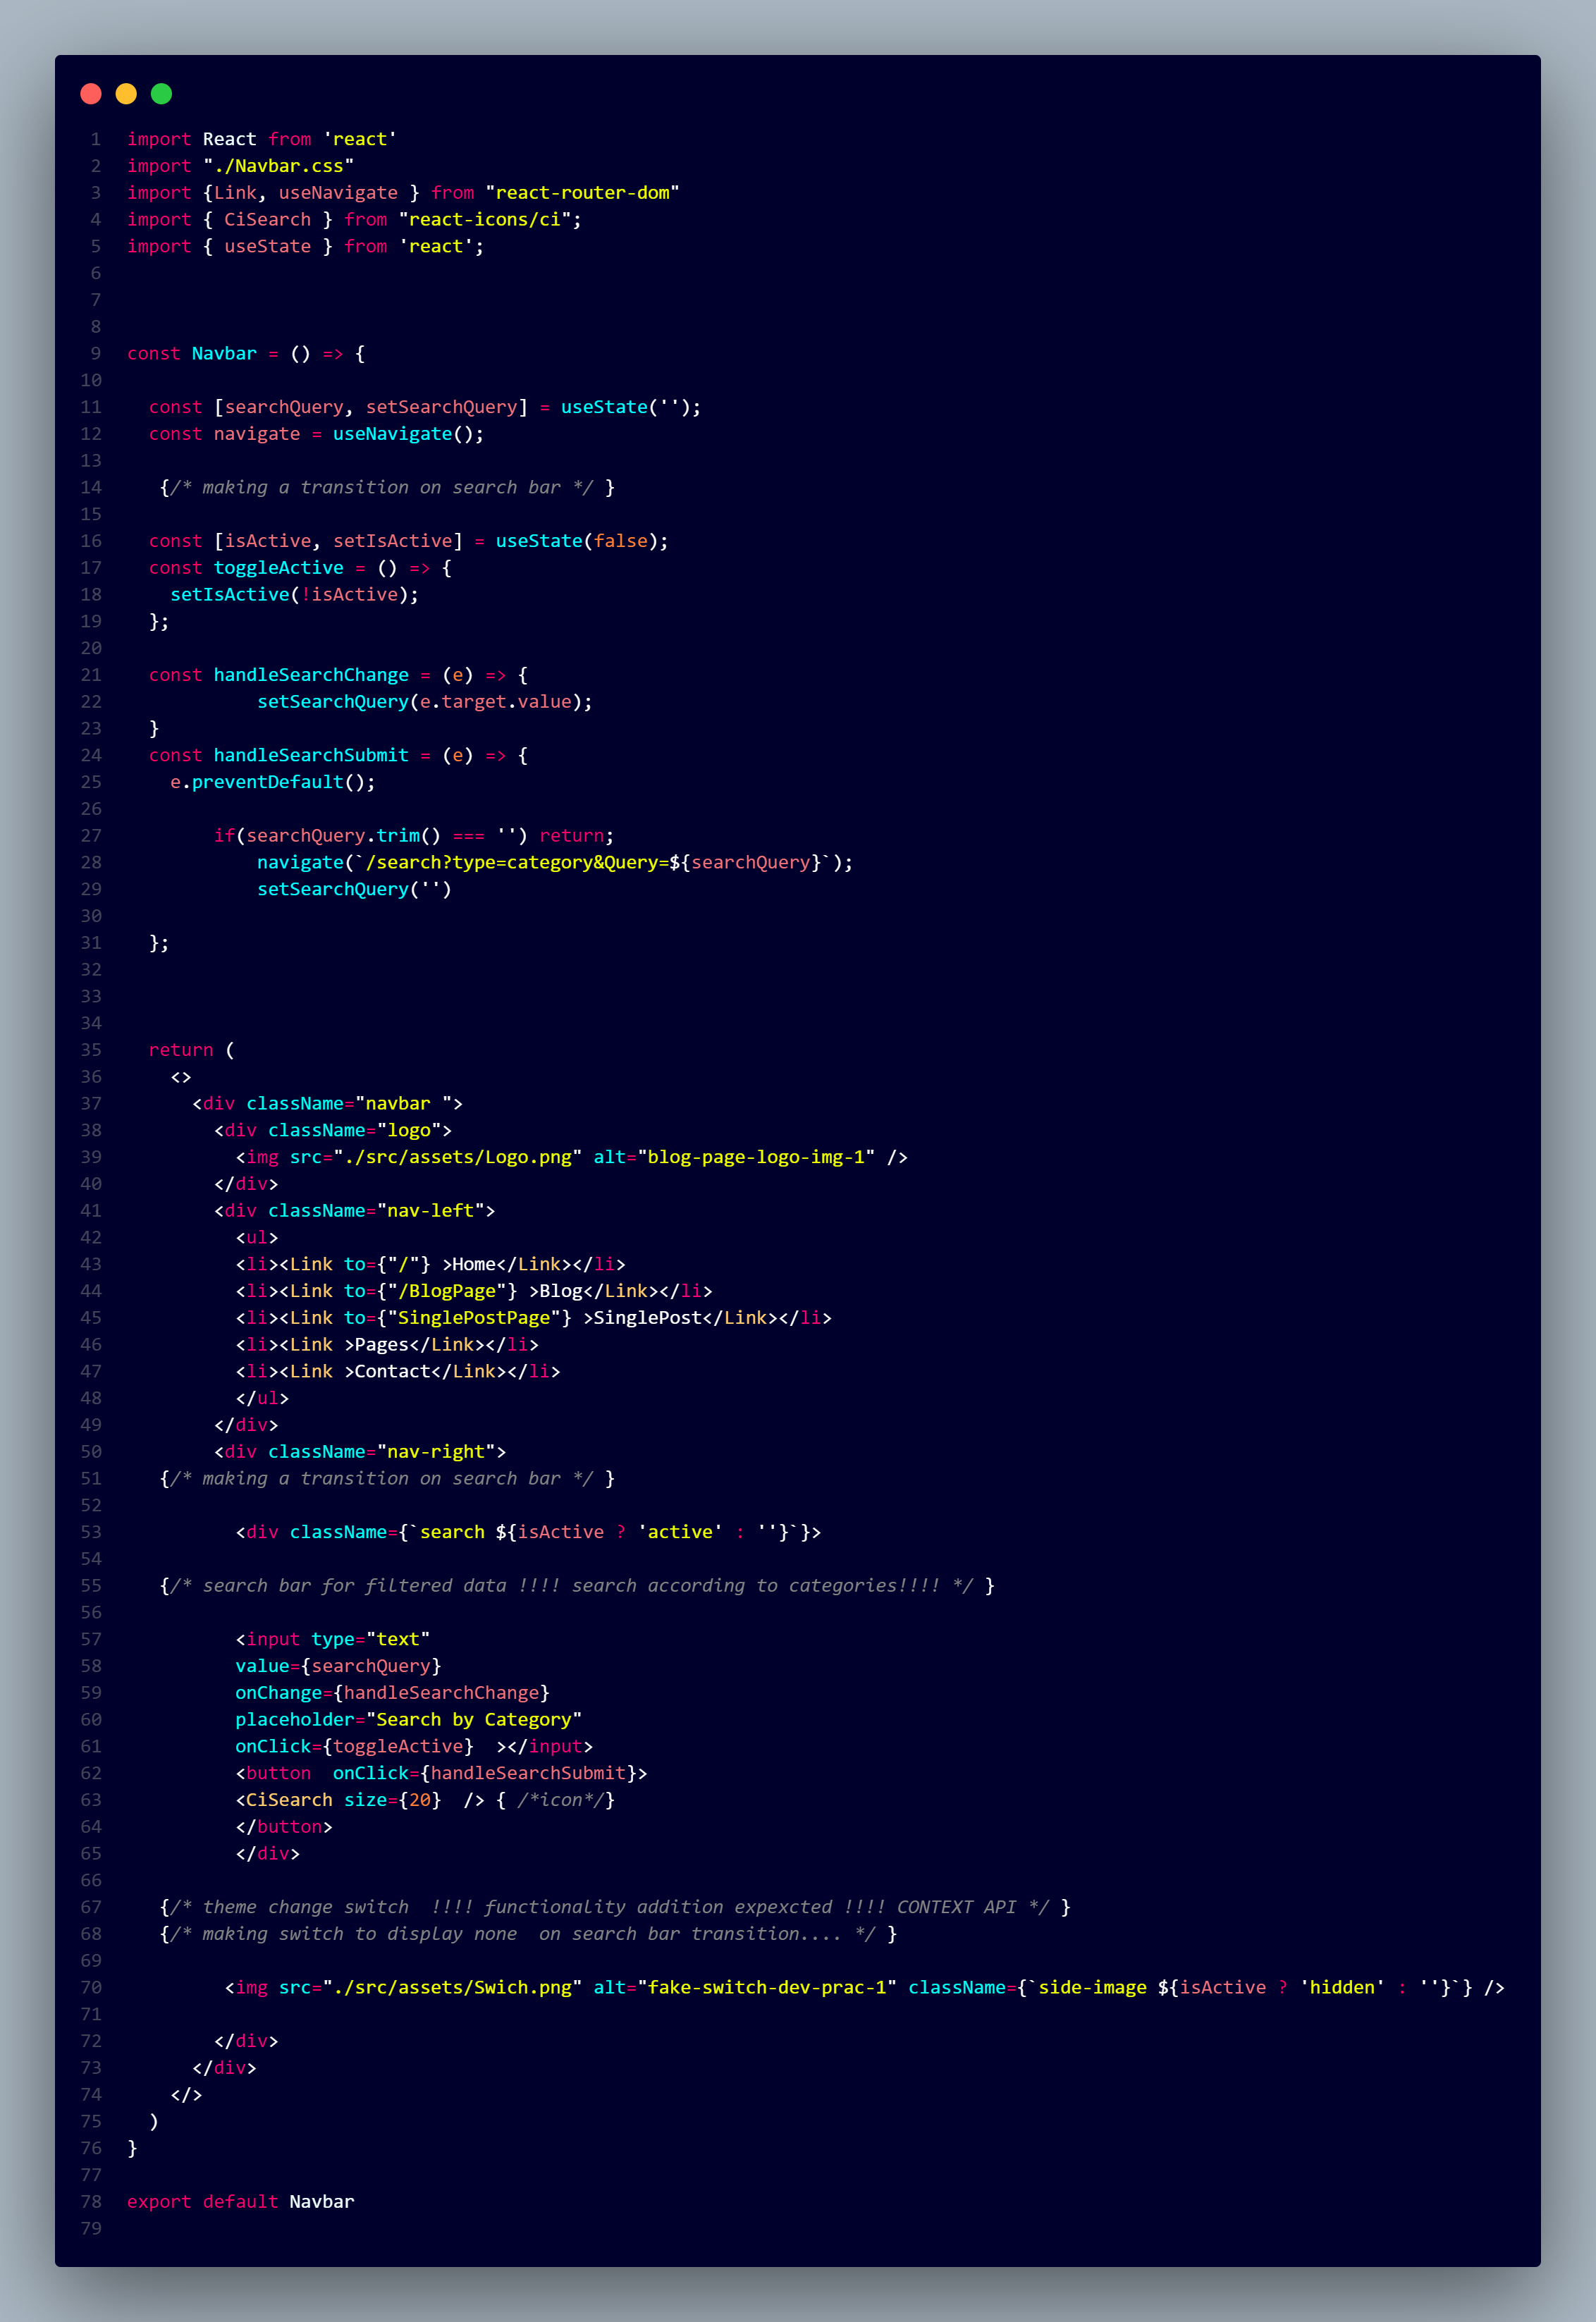 1 import React from 'react'
2 import "./Navbar.css"
3 import {Link, useNavigate } from "react-router-dom"
4 import { CiSearch } from "react-icons/ci";
5 import { useState } from 'react';
6
7
8
9 const Navbar = () => {
10
11   const [searchQuery, setSearchQuery] = useState('');
12   const navigate = useNavigate();
13
14    {/* making a transition on search bar */ }
15
16   const [isActive, setIsActive] = useState(false);
17   const toggleActive = () => {
18     setIsActive(!isActive);
19   };
20
21   const handleSearchChange = (e) => {
22             setSearchQuery(e.target.value);
23   }
24   const handleSearchSubmit = (e) => {
25     e.preventDefault();
26
27         if(searchQuery.trim() === '') return;
28             navigate(`/search?type=category&Query=${searchQuery}`);
29             setSearchQuery('')
30
31   };
32
33
34
35   return (
36     <>
37       <div className="navbar ">
38         <div className="logo">
39           <img src="./src/assets/Logo.png" alt="blog-page-logo-img-1" />
40         </div>
41         <div className="nav-left">
42           <ul>
43           <li><Link to={"/"} >Home</Link></li>
44           <li><Link to={"/BlogPage"} >Blog</Link></li>
45           <li><Link to={"SinglePostPage"} >SinglePost</Link></li>
46           <li><Link >Pages</Link></li>
47           <li><Link >Contact</Link></li>
48           </ul>
49         </div>
50         <div className="nav-right">
51    {/* making a transition on search bar */ }
52
53           <div className={`search ${isActive ? 'active' : ''}`}>
54
55    {/* search bar for filtered data !!!! search according to categories!!!! */ }
56
57           <input type="text"
58           value={searchQuery}
59           onChange={handleSearchChange}
60           placeholder="Search by Category"
61           onClick={toggleActive}  ></input>
62           <button  onClick={handleSearchSubmit}>
63           <CiSearch size={20}  /> { /*icon*/}
64           </button>
65           </div>
66
67    {/* theme change switch  !!!! functionality addition expexcted !!!! CONTEXT API */ }
68    {/* making switch to display none  on search bar transition.... */ }
69
70          <img src="./src/assets/Swich.png" alt="fake-switch-dev-prac-1" className={`side-image ${isActive ? 'hidden' : ''}`} />
71
72         </div>
73       </div>
74     </>
75   )
76 }
77
78 export default Navbar
79